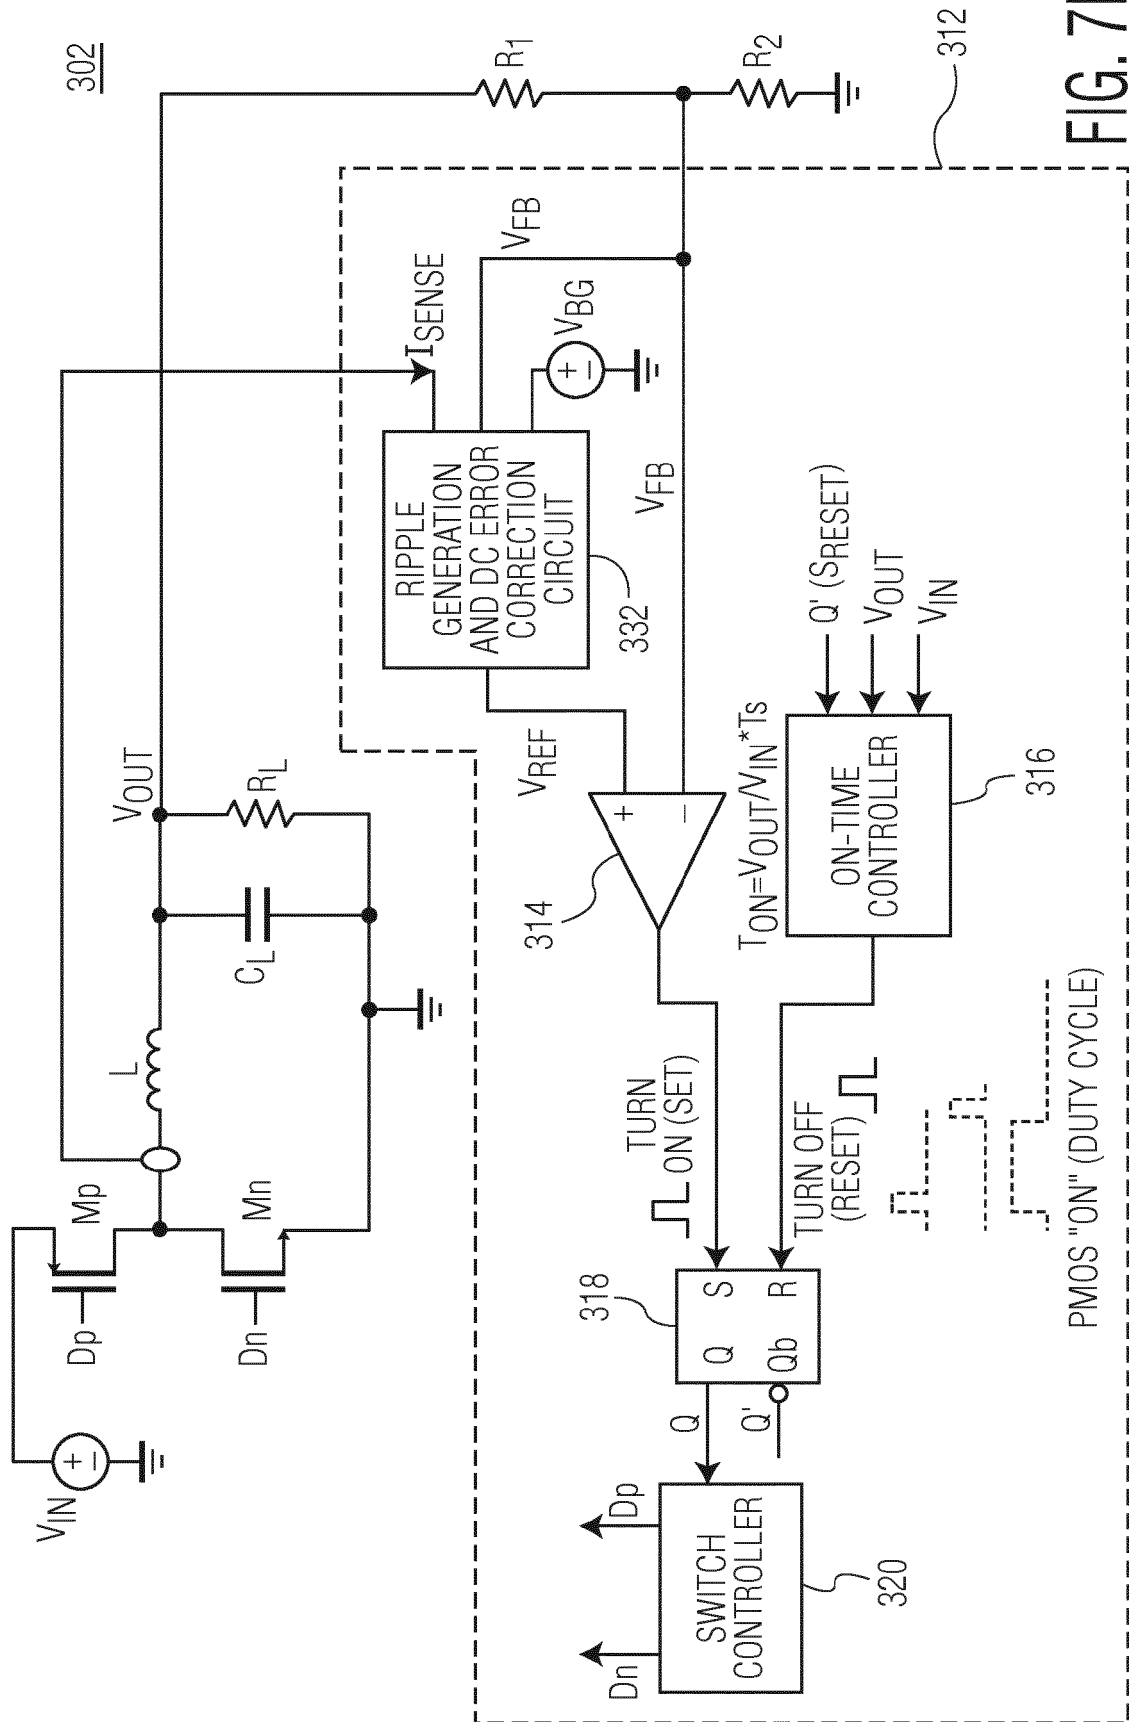 302
VIN
Dp
Mp
Dn
Mn
L
CL
VOUT
RL
R1
R2
ISENSE
VFB
VBG
RIPPLE
GENERATION
AND DC ERROR
CORRECTION
CIRCUIT
332
VREF
VFB
314
TON=VOUT/VIN*Ts
Q' (SRESET)
VOUT
VIN
ON-TIME
CONTROLLER
316
TURN
ON (SET)
TURN OFF
(RESET)
318
S
R
Q
Qb
Q
Q'
Dn
Dp
SWITCH
CONTROLLER
320
PMOS "ON" (DUTY CYCLE)
312